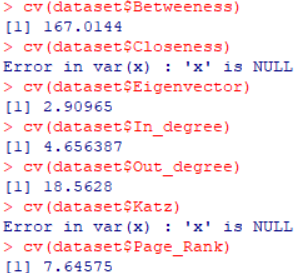 > cv(dataset$Betweeness)
[1] 167.0144
> cv(dataset$Closeness)
Error in var(x) : 'x' is NULL
> cv(dataset$Eigenvector)
[1] 2.90965
> cv(dataset$In_degree)
[1] 4.656387
> cv(dataset$Out_degree)
[1] 18.5628
> cv(dataset$Katz)
Error in var(x) : 'x' is NULL
> cv(dataset$Page_Rank)
[1] 7.64575